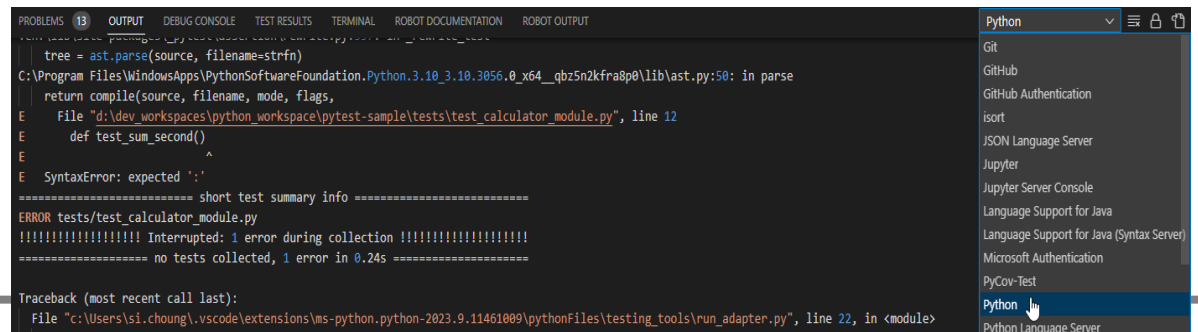 PROBLEMS 13 OUTPUT DEBUG CONSOLE TEST RESULTS TERMINAL ROBOT DOCUMENTATION ROBOT OUTPUT
Python
tree = ast.parse(source, filename=strfn)
C:\Program Files\WindowsApps\PythonSoftwareFoundation.Python.3.10_3.10.3056.0_x64__qbz5n2kfra8p0\lib\ast.py:50: in parse
return compile(source, filename, mode, flags,
E File "d:\dev_workspaces\python_workspace\pytest-sample\tests\test_calculator_module.py", line 12
E def test_sum_second()
E ^
E SyntaxError: expected ':'
=========================== short test summary info ===========================
ERROR tests/test_calculator_module.py
!!!!!!!!!!!!!!!!!!! Interrupted: 1 error during collection !!!!!!!!!!!!!!!!!!!!
==================== no tests collected, 1 error in 0.24s =====================
Traceback (most recent call last):
File "c:\Users\si.choung\.vscode\extensions\ms-python.python-2023.9.11461009\pythonFiles\testing_tools\run_adapter.py", line 22, in <module>
Git
GitHub
GitHub Authentication
isort
JSON Language Server
Jupyter
Jupyter Server Console
Language Support for Java
Language Support for Java (Syntax Server)
Microsoft Authentication
PyCov-Test
Python
Python Language Server